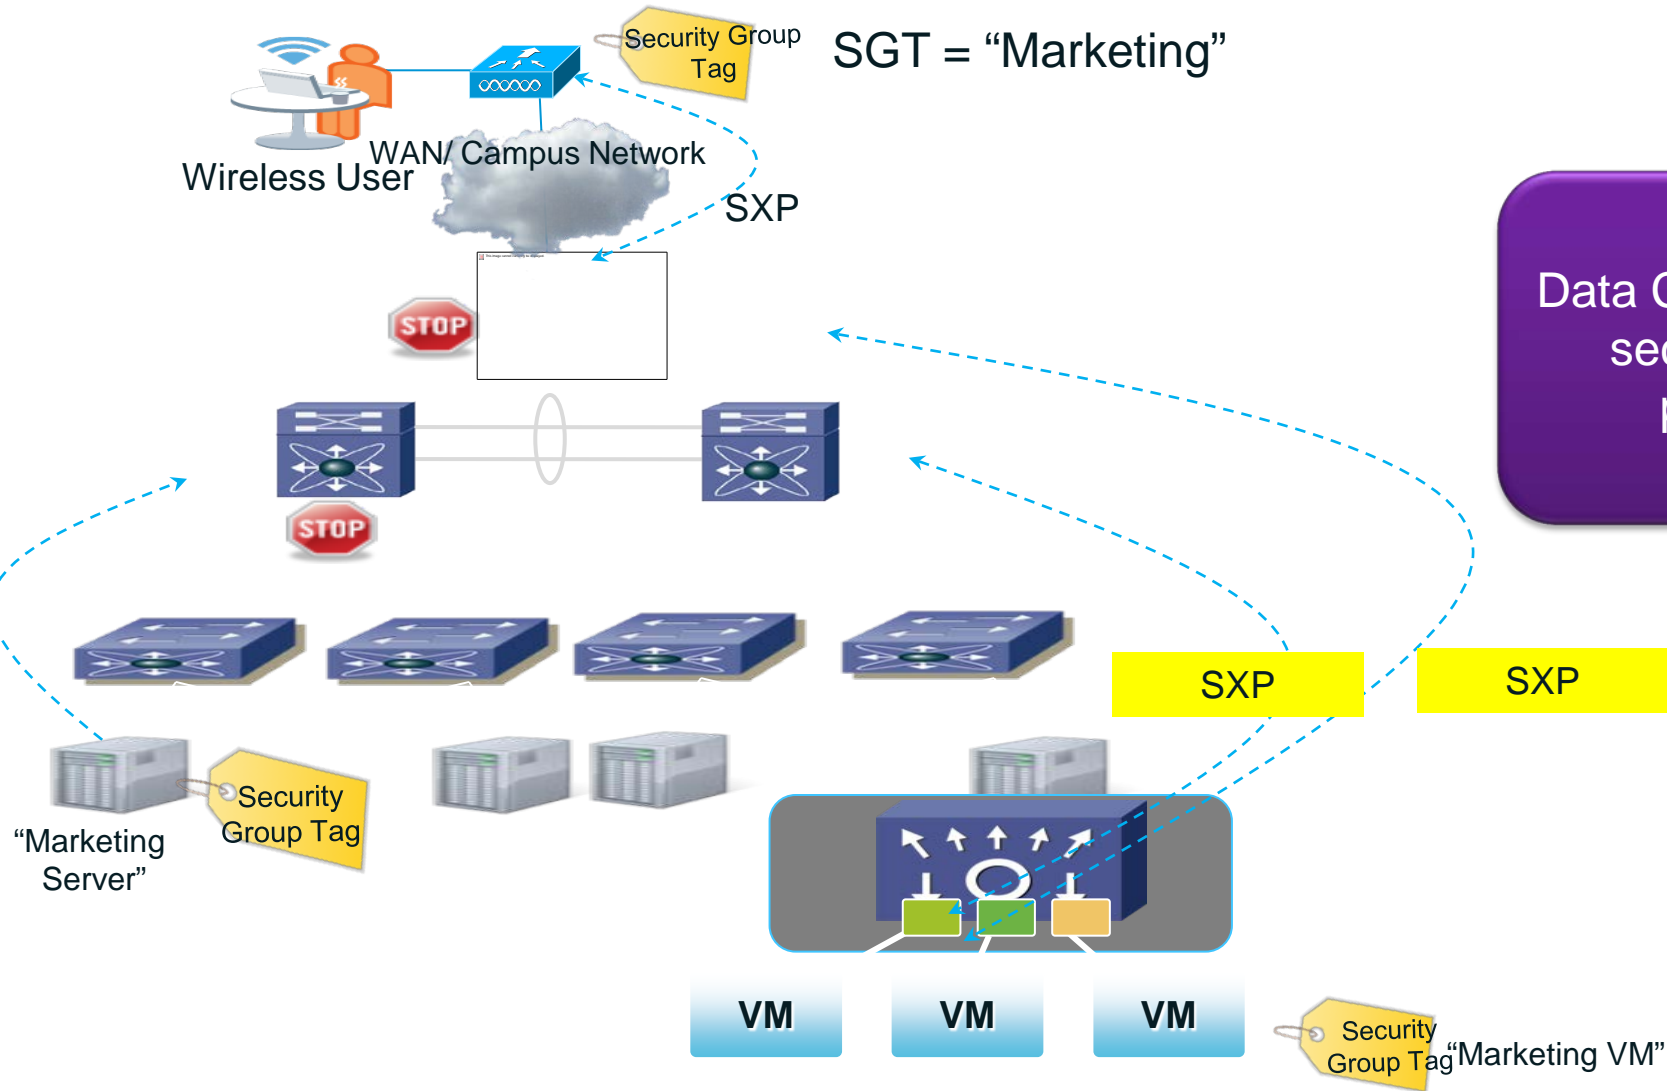 Security Group
Tag
SGT = “Marketing”
WAN/ Campus Network
Wireless User
SXP
STOP
Data
sec
STOP
SXP
SXP
Security
Group Tag
“Marketing
Server”
VM
VM
VM
Security
Group Tag
“Marketing VM”